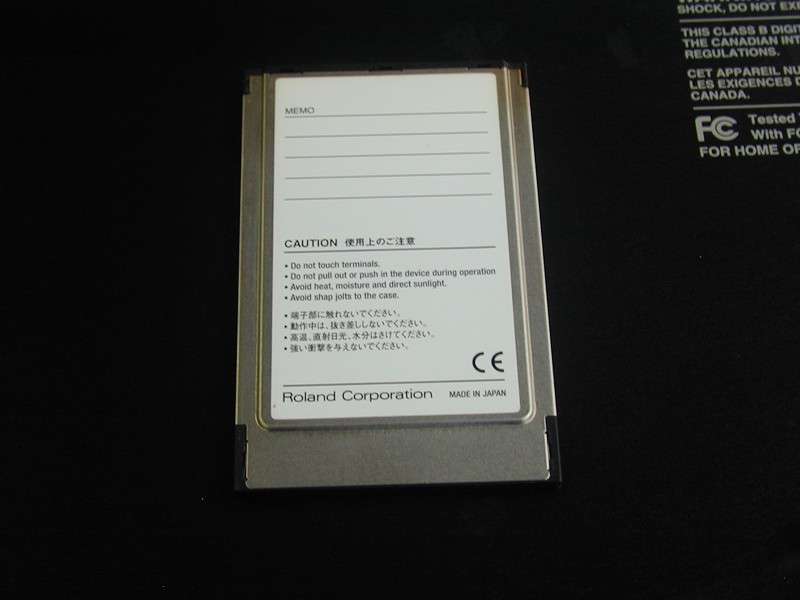 MEMO
CAUTION 使用上のご注意
• Do not touch terminals.
• Do not pull out or push in the device during operation
• Avoid heat, moisture and direct sunlight.
• Avoid shap jolts to the case.
• 端子部に触れないでください。
• 動作中は、抜き差ししないでください。
• 高温、直射日光、水分はさけてください。
• 強い衝撃を与えないでください。
CE
Roland Corporation MADE IN JAPAN
SHOCK, DO NOT
THIS CLASS B
THE CANADIAN
REGULATIONS.
CET APPAREIL
LES EXIGENCES
CANADA.
FC Tested
With
FOR HOME